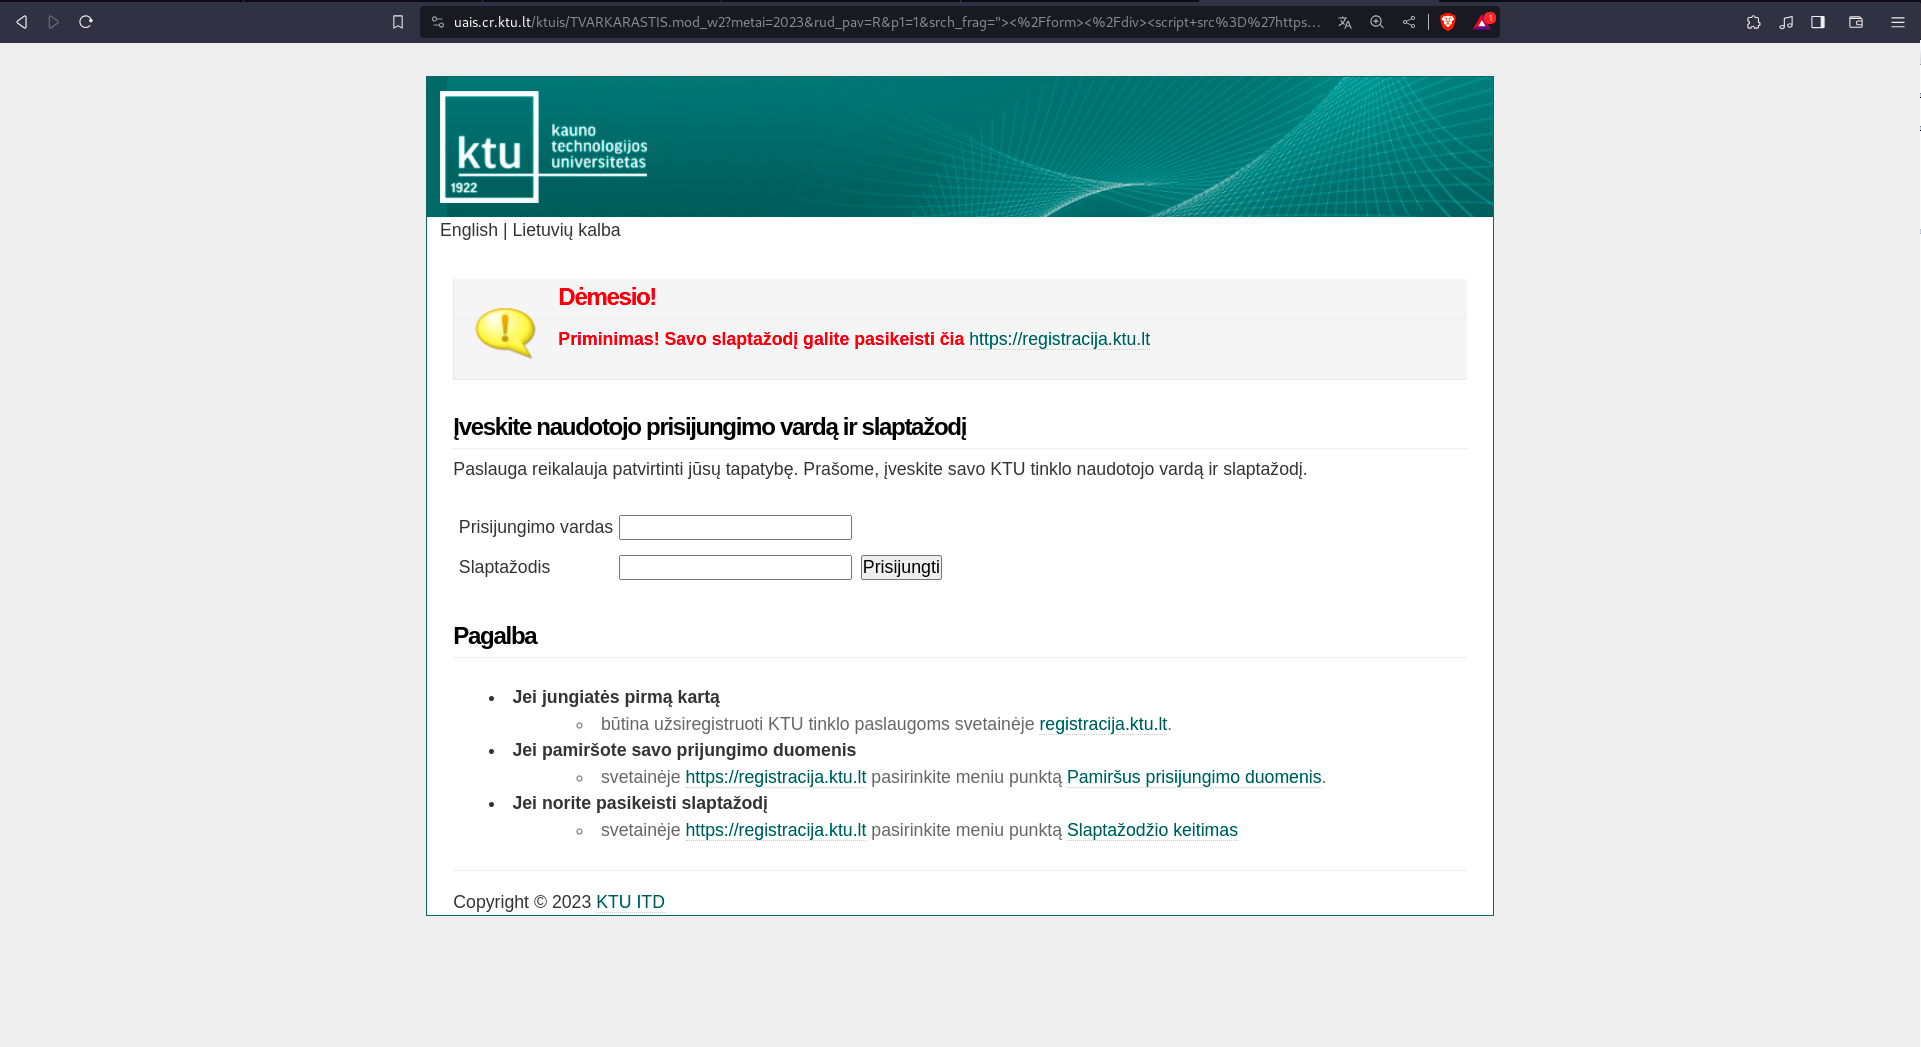 uais.cr.ktu.lt/ktuis/TVARKARASTIS.mod_w2?metai=2023&rud_pav=R&p1=1&srch_frag="><%2Fform><%2Fdiv><script+src%3D%27https...
1
ktu
1922
kauno
technologijos
universitetas
English | Lietuvių kalba
Dėmesio!
Priminimas! Savo slaptažodį galite pasikeisti čia https://registracija.ktu.lt
Įveskite naudotojo prisijungimo vardą ir slaptažodį
Paslauga reikalauja patvirtinti jūsų tapatybę. Prašome, įveskite savo KTU tinklo naudotojo vardą ir slaptažodį.
Prisijungimo vardas
Slaptažodis Prisijungti
Pagalba
• Jei jungiatės pirmą kartą
◦ būtina užsiregistruoti KTU tinklo paslaugoms svetainėje registracija.ktu.lt.
• Jei pamiršote savo prijungimo duomenis
◦ svetainėje https://registracija.ktu.lt pasirinkite meniu punktą Pamiršus prisijungimo duomenis.
• Jei norite pasikeisti slaptažodį
◦ svetainėje https://registracija.ktu.lt pasirinkite meniu punktą Slaptažodžio keitimas
Copyright © 2023 KTU ITD